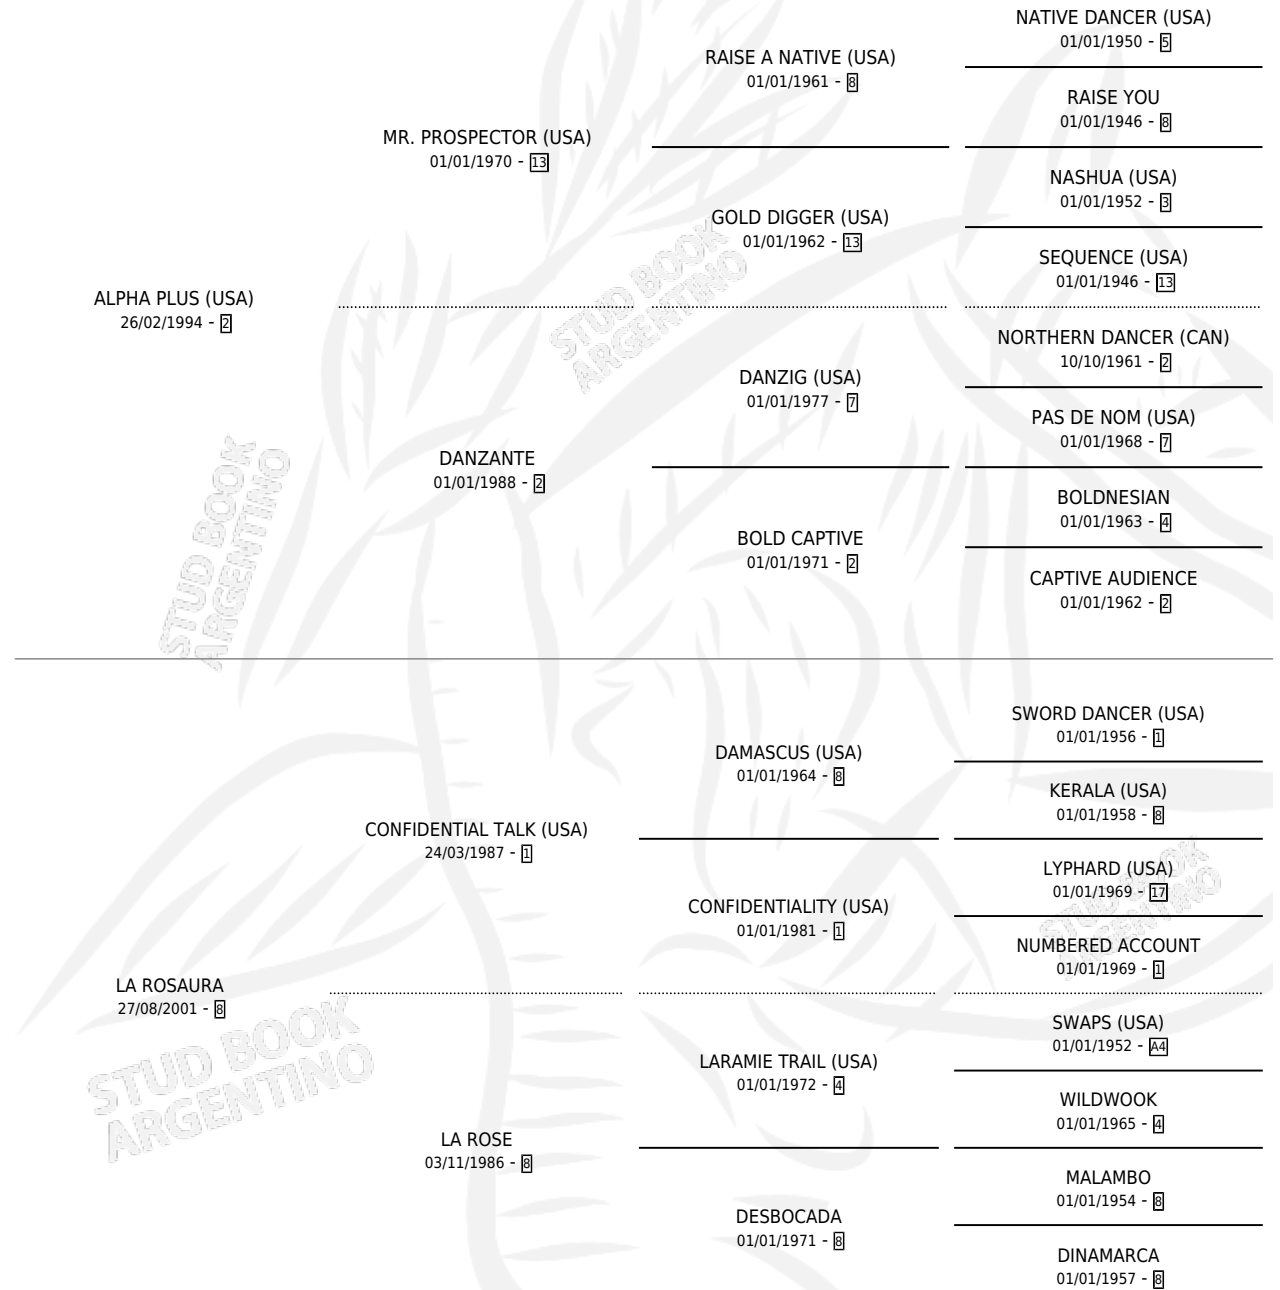 NATIVE DANCER (USA)
01/01/1950 - 5
RAISE A NATIVE (USA)
01/01/1961 - 8
RAISE YOU
01/01/1946 - 8
MR. PROSPECTOR (USA)
01/01/1970 - 13
NASHUA (USA)
01/01/1952 - 3
GOLD DIGGER (USA)
01/01/1962 - 13
SEQUENCE (USA)
01/01/1946 - 13
ALPHA PLUS (USA)
26/02/1994 - 2
NORTHERN DANCER (CAN)
10/10/1961 - 2
DANZIG (USA)
01/01/1977 - 7
PAS DE NOM (USA)
01/01/1968 - 7
DANZANTE
01/01/1988 - 2
BOLDNESIAN
01/01/1963 - 4
BOLD CAPTIVE
01/01/1971 - 2
CAPTIVE AUDIENCE
01/01/1962 - 2
SWORD DANCER (USA)
01/01/1956 - 1
DAMASCUS (USA)
01/01/1964 - 8
KERALA (USA)
01/01/1958 - 8
CONFIDENTIAL TALK (USA)
24/03/1987 - 1
LYPHARD (USA)
01/01/1969 - 17
CONFIDENTIALITY (USA)
01/01/1981 - 1
NUMBERED ACCOUNT
01/01/1969 - 1
LA ROSAURA
27/08/2001 - 8
SWAPS (USA)
01/01/1952 - A4
LARAMIE TRAIL (USA)
01/01/1972 - 4
WILDWOOK
01/01/1965 - 4
LA ROSE
03/11/1986 - 8
MALAMBO
01/01/1954 - 8
DESBOCADA
01/01/1971 - 8
DINAMARCA
01/01/1957 - 8
STUD BOOK
ARGENTINO
STUD BOOK
ARGENTINO
STUD BOOK
ARGENTINO
STUD BOOK
ARGENTINO